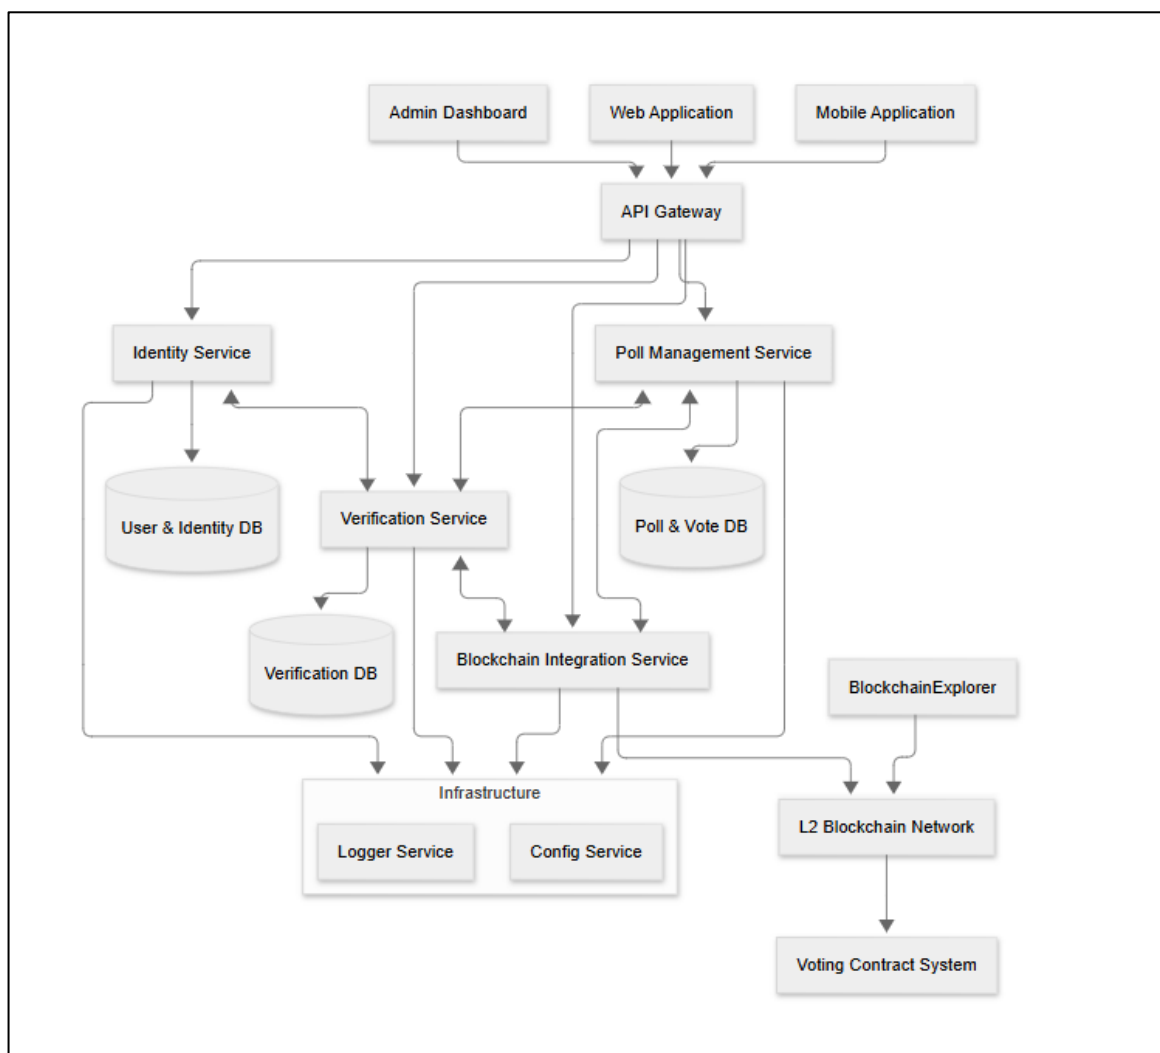 Admin Dashboard
Web Application
Mobile Application
API Gateway
Identity Service
Poll Management Service
User & Identity DB
Verification Service
Poll & Vote DB
Verification DB
Blockchain Integration Service
BlockchainExplorer
Infrastructure
Logger Service
Config Service
L2 Blockchain Network
Voting Contract System